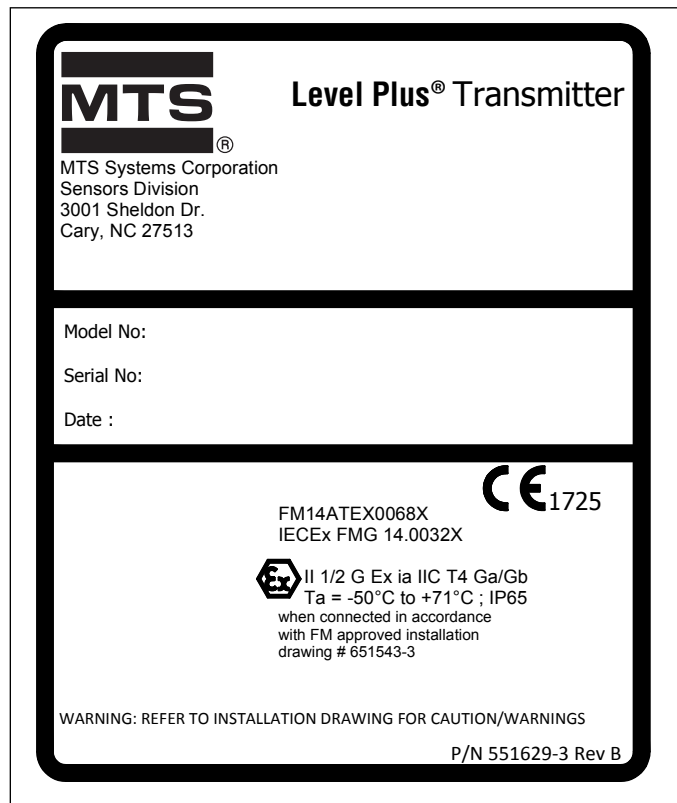 MTS
®
Level Plus® Transmitter
MTS Systems Corporation
Sensors Division
3001 Sheldon Dr.
Cary, NC 27513
Model No:
Serial No:
Date :
CE 1725
FM14ATEX0068X
IECEx FMG 14.0032X
Ex II 1/2 G Ex ia IIC T4 Ga/Gb
Ta = -50°C to +71°C ; IP65
when connected in accordance
with FM approved installation
drawing # 651543-3
WARNING: REFER TO INSTALLATION DRAWING FOR CAUTION/WARNINGS
P/N 551629-3 Rev B